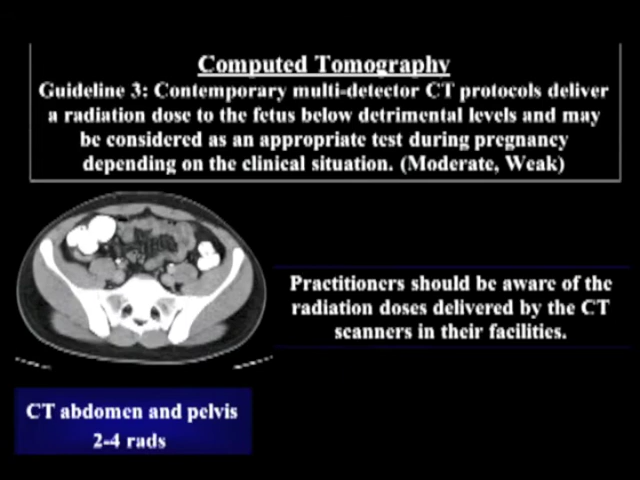 Computed Tomography
Guideline 3: Contemporary multi-detector CT protocols deliver
a radiation dose to the fetus below detrimental levels and may
be considered as an appropriate test during pregnancy
depending on the clinical situation. (Moderate, Weak)
Practitioners should be aware of the
radiation doses delivered by the CT
scanners in their facilities.
CT abdomen and pelvis
2-4 rads